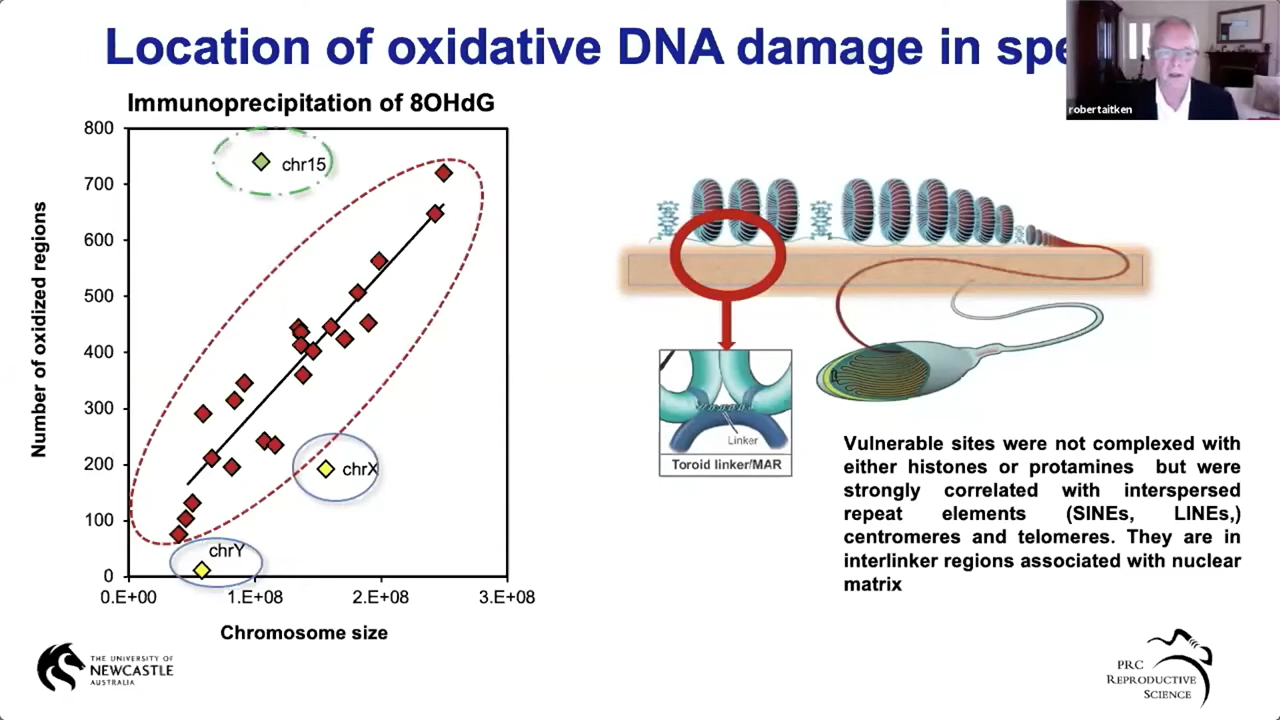 Location of oxidative DNA damage in spe
robertaitken
Immunoprecipitation of 8OHdG
Number of oxidized regions
800
700
600
500
400
300
200
100
0
chr15
chrX
chrY
0.E+00 1.E+08 2.E+08 3.E+08
Chromosome size
Linker
Toroid linker/MAR
Vulnerable sites were not complexed with
either histones or protamines but were
strongly correlated with interspersed
repeat elements (SINEs, LINEs,)
centromeres and telomeres. They are in
interlinker regions associated with nuclear
matrix
THE UNIVERSITY OF
NEWCASTLE
AUSTRALIA
PRC
REPRODUCTIVE
SCIENCE